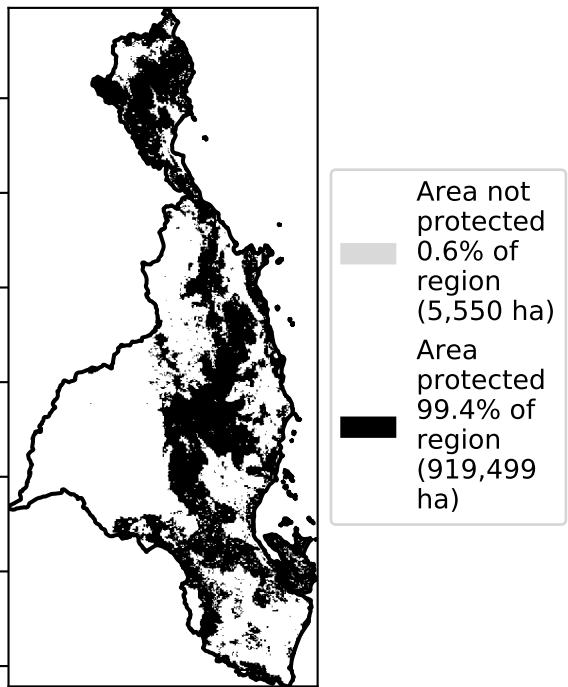 Area not
protected
0.6% of
region
(5,550 ha)
Area
protected
99.4% of
region
(919,499
ha)